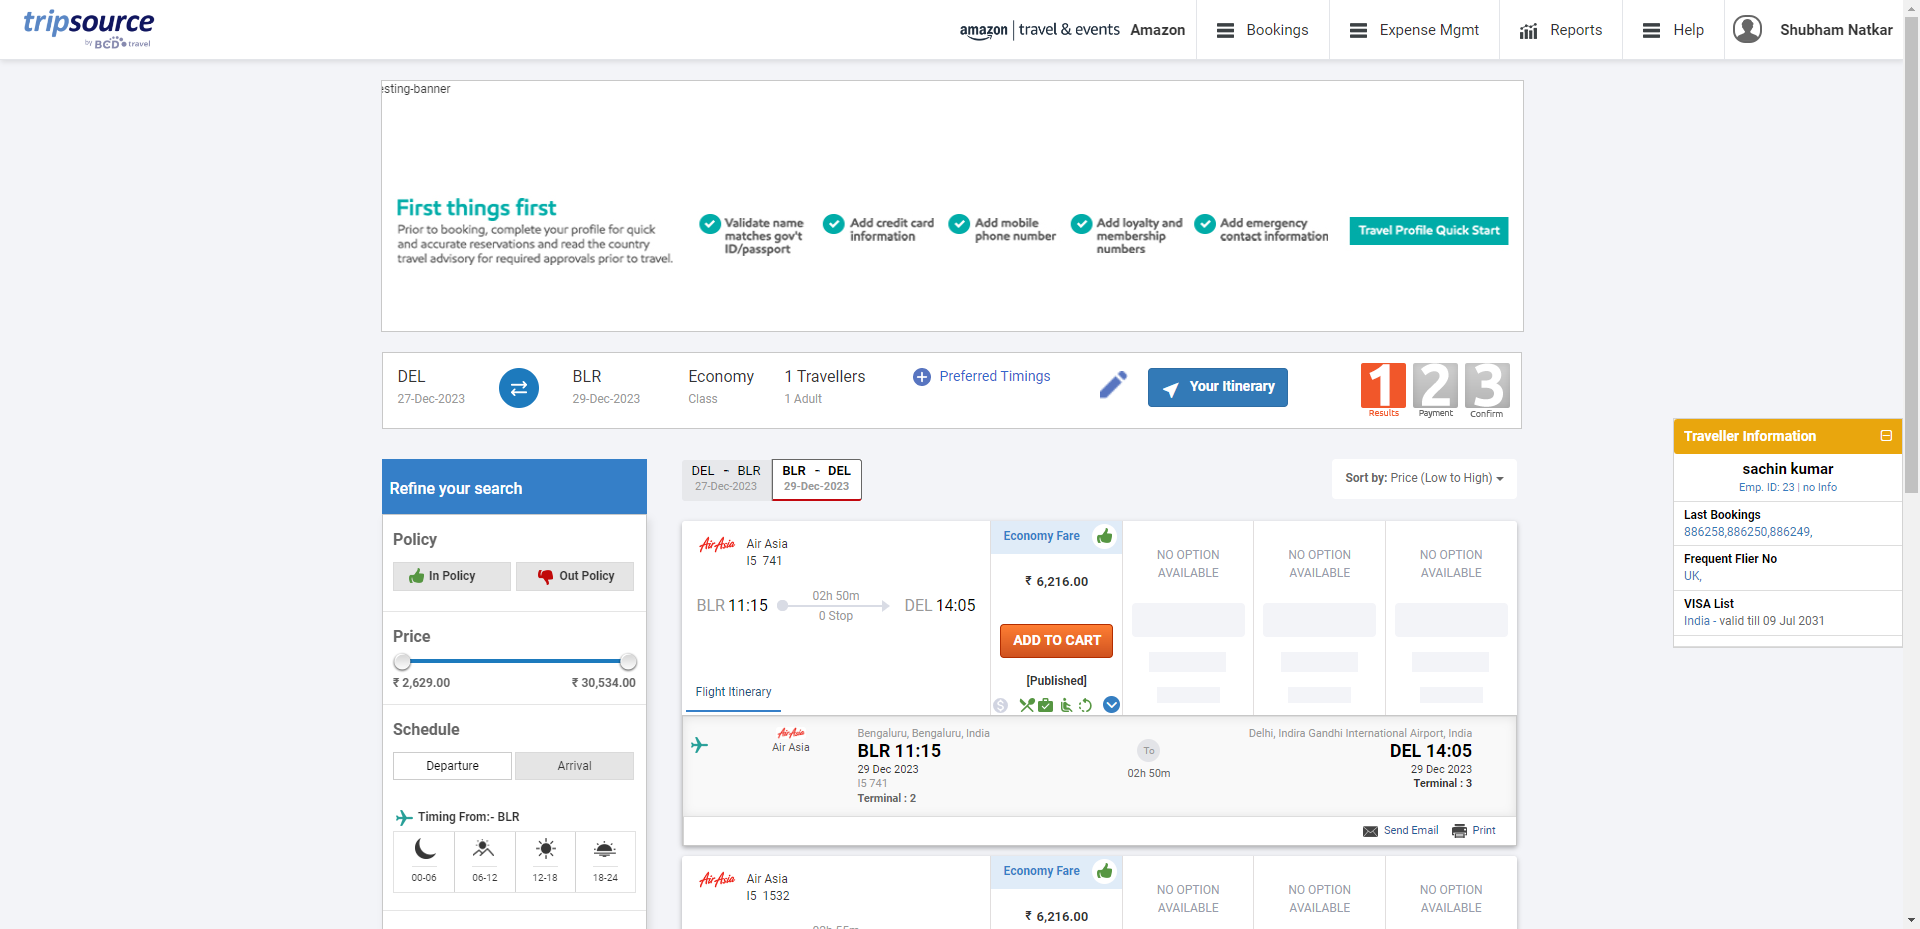 tripsource
by BCD travel
amazon | travel & events Amazon
Bookings
Expense Mgmt
Reports
Help
Shubham Natkar
esting-banner
First things first
Prior to booking, complete your profile for quick
and accurate reservations and read the country
travel advisory for required approvals prior to travel.
Validate name
matches gov't
ID/passport
Add credit card
information
Add mobile
phone number
Add loyalty and
membership
numbers
Add emergency
contact information
Travel Profile Quick Start
DEL
27-Dec-2023
BLR
29-Dec-2023
Economy
Class
1 Travellers
1 Adult
Preferred Timings
Your Itinerary
1
Results
2
Payment
3
Confirm
Traveller Information
sachin kumar
Emp. ID: 23 | no Info
Last Bookings
886258,886250,886249,
Frequent Flier No
UK,
VISA List
India - valid till 09 Jul 2031
Refine your search
Policy
In Policy
Out Policy
Price
₹ 2,629.00
₹ 30,534.00
Schedule
Departure
Arrival
Timing From:- BLR
00-06
06-12
12-18
18-24
DEL - BLR
27-Dec-2023
BLR - DEL
29-Dec-2023
Sort by: Price (Low to High)
AirAsia
Air Asia
I5 741
BLR 11:15
02h 50m
0 Stop
DEL 14:05
Flight Itinerary
Economy Fare
₹ 6,216.00
ADD TO CART
[Published]
NO OPTION
AVAILABLE
NO OPTION
AVAILABLE
NO OPTION
AVAILABLE
AirAsia
Air Asia
Bengaluru, Bengaluru, India
BLR 11:15
29 Dec 2023
I5 741
Terminal : 2
To
02h 50m
Delhi, Indira Gandhi International Airport, India
DEL 14:05
29 Dec 2023
Terminal : 3
Send Email
Print
AirAsia
Air Asia
I5 1532
Economy Fare
₹ 6,216.00
NO OPTION
AVAILABLE
NO OPTION
AVAILABLE
NO OPTION
AVAILABLE